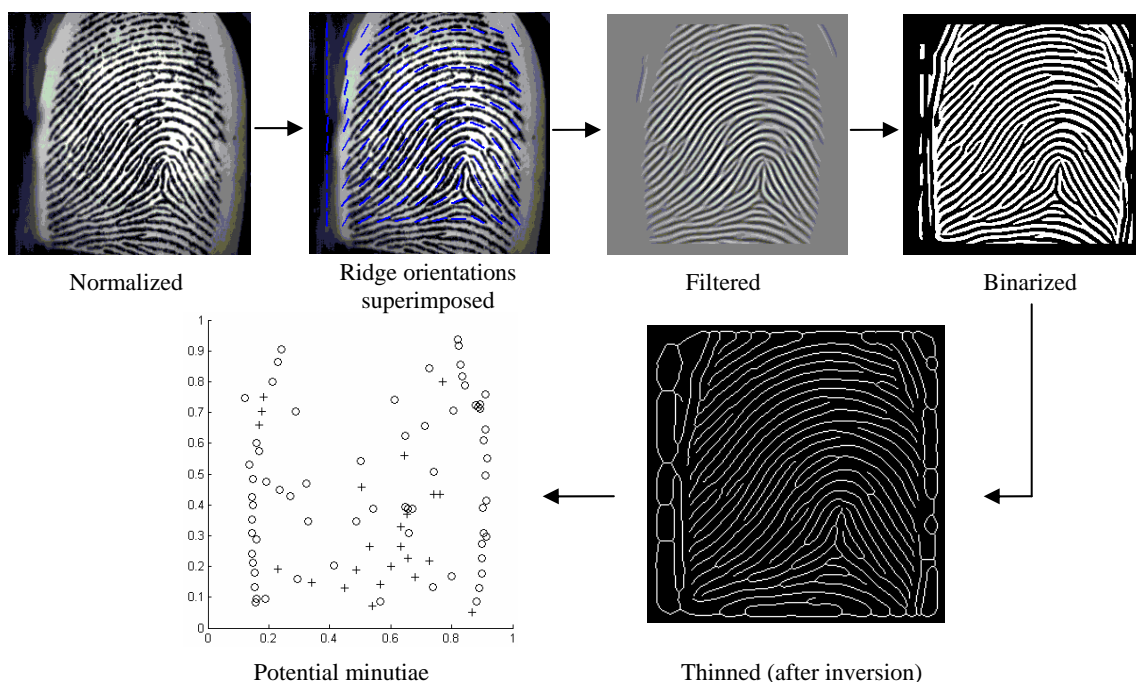 Normalized
Ridge orientations
superimposed
Filtered
Binarized
1
0.9
0.8
0.7
0.6
0.5
0.4
0.3
0.2
0.1
0
0 0.2 0.4 0.6 0.8 1
Potential minutiae
Thinned (after inversion)